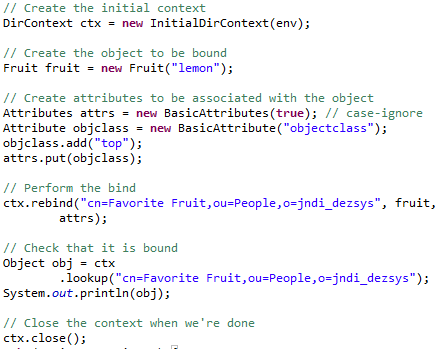 // Create the initial context
DirContext ctx = new InitialDirContext(env);
// Create the object to be bound
Fruit fruit = new Fruit("lemon");
// Create attributes to be associated with the object
Attributes attrs = new BasicAttributes(true); // case-ignore
Attribute objclass = new BasicAttribute("objectclass");
objclass.add("top");
attrs.put(objclass);
// Perform the bind
ctx.rebind("cn=Favorite Fruit,ou=People,o=jndi_dezsys", fruit,
attrs);
// Check that it is bound
Object obj = ctx
.lookup("cn=Favorite Fruit,ou=People,o=jndi_dezsys");
System.out.println(obj);
// Close the context when we're done
ctx.close();